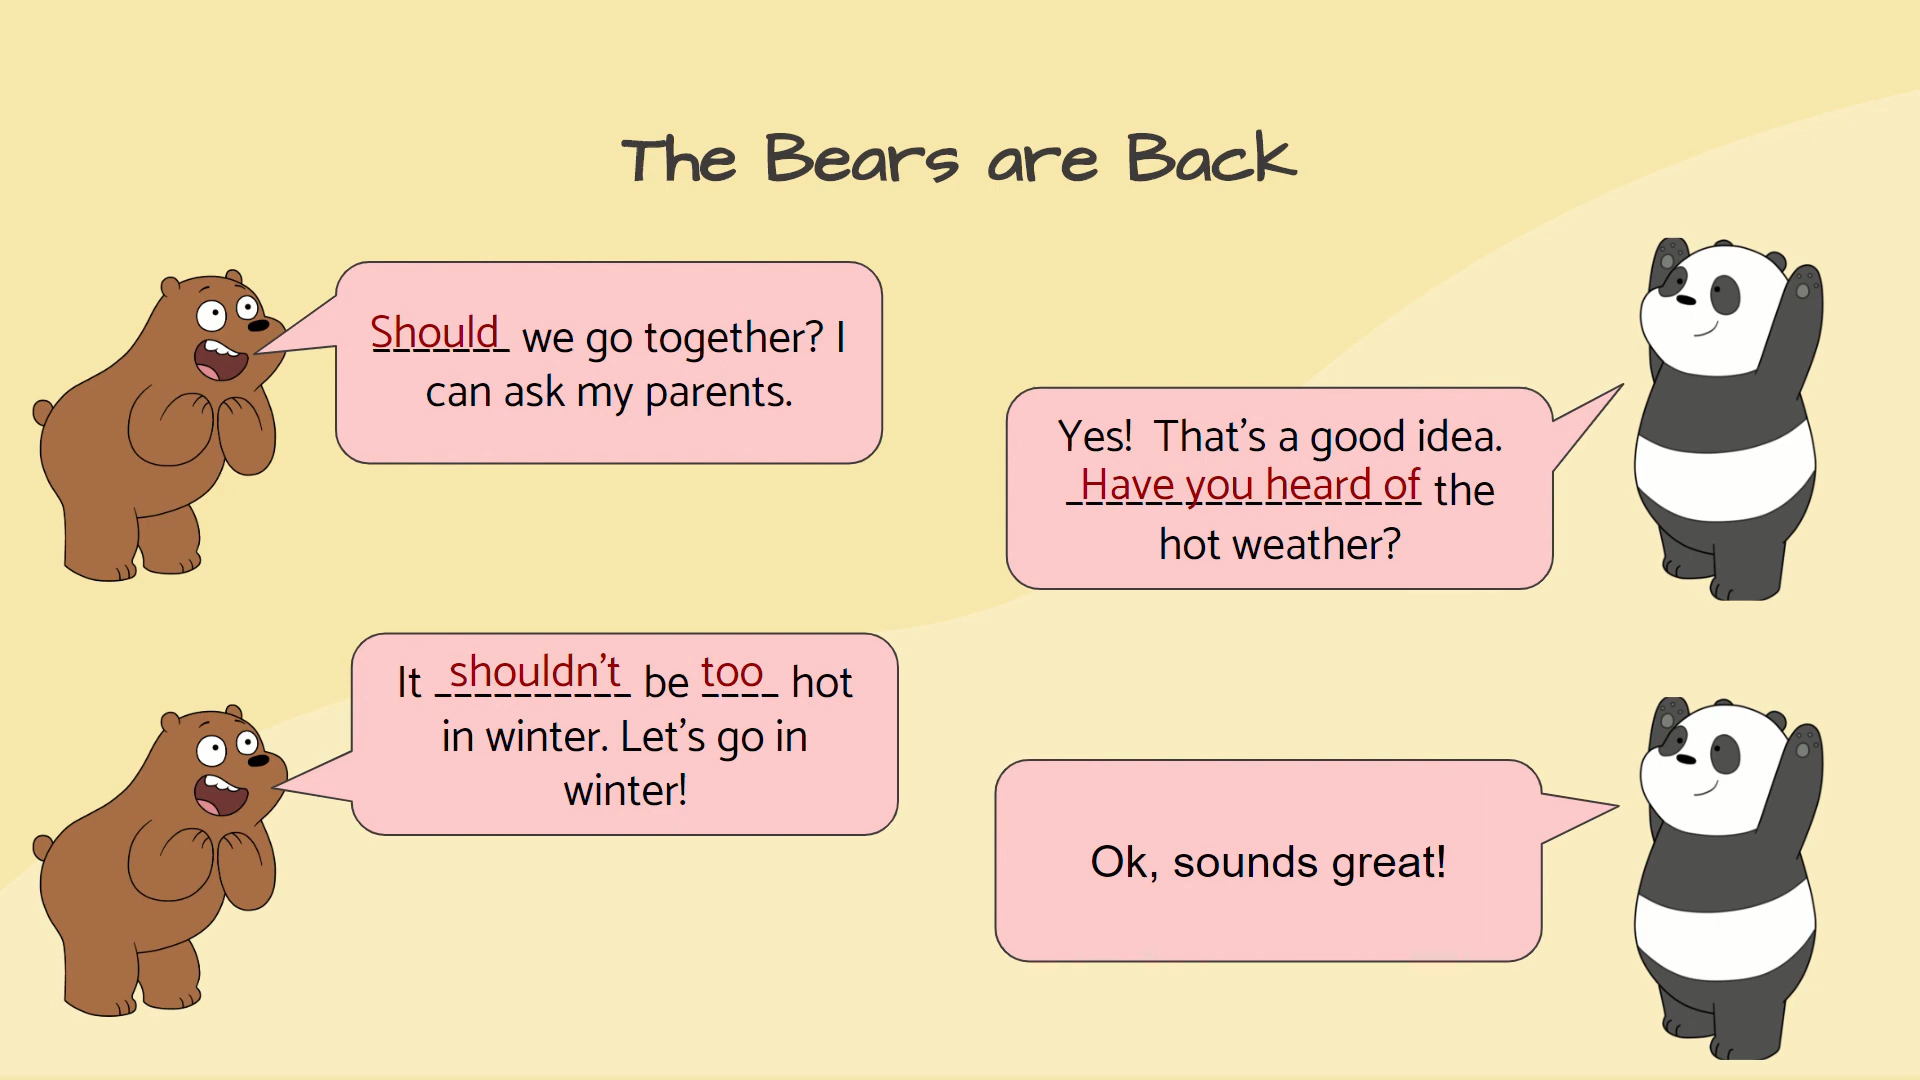 The Bears are Back
Should we go together? I
can ask my parents.
Yes!  That's a good idea.
Have you heard of the
hot weather?
It shouldn't be too hot
in winter. Let's go in
winter!
Ok, sounds great!